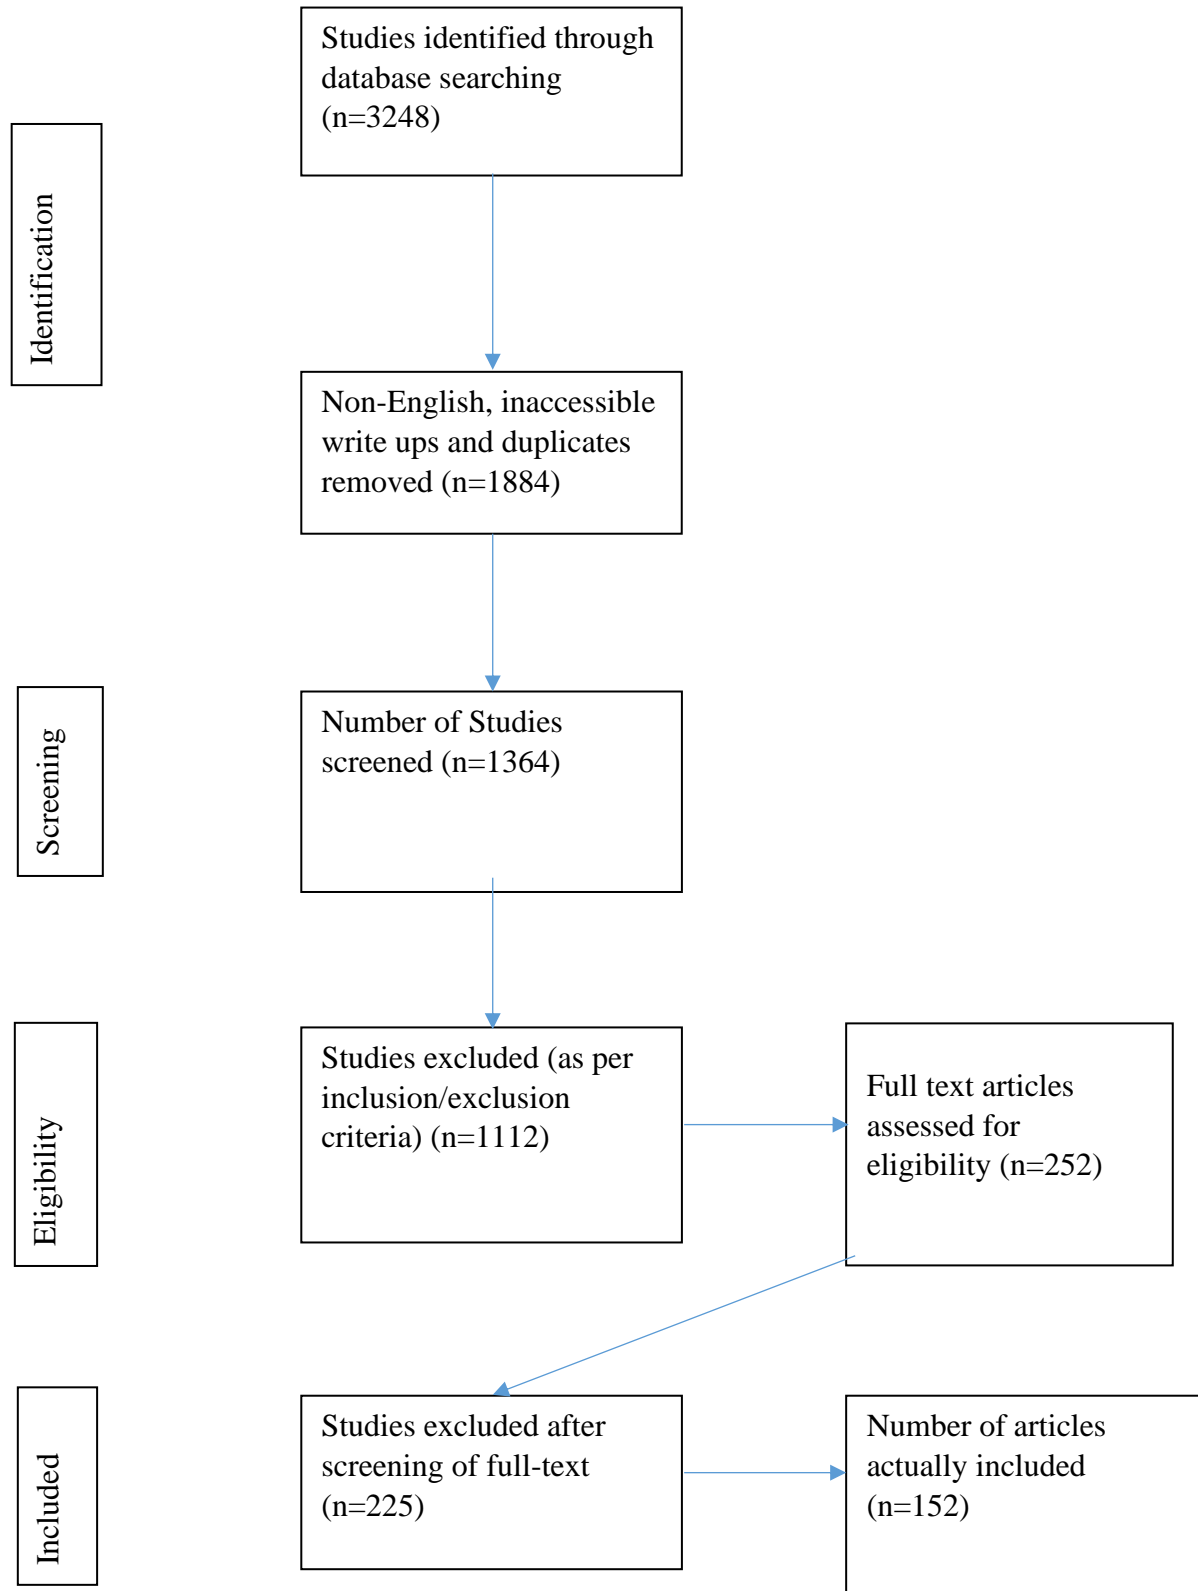 Studies identified through
database searching
(n=3248)
Identification
Non-English, inaccessible
write ups and duplicates
removed (n=1884)
Screening
Number of Studies
screened (n=1364)
Eligibility
Studies excluded (as per
inclusion/exclusion
criteria) (n=1112)
Full text articles
assessed for
eligibility (n=252)
Included
Studies excluded after
screening of full-text
(n=225)
Number of articles
actually included
(n=152)